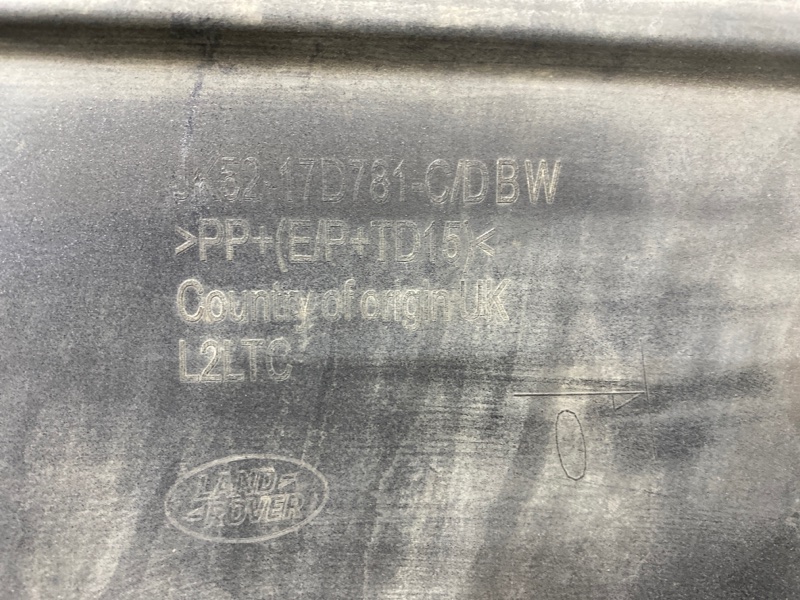 JK52-17D781-C/DBW
>PP+(E/P+TD15)<
Country of origin UK
L2LTC
LAND-
-ROVER